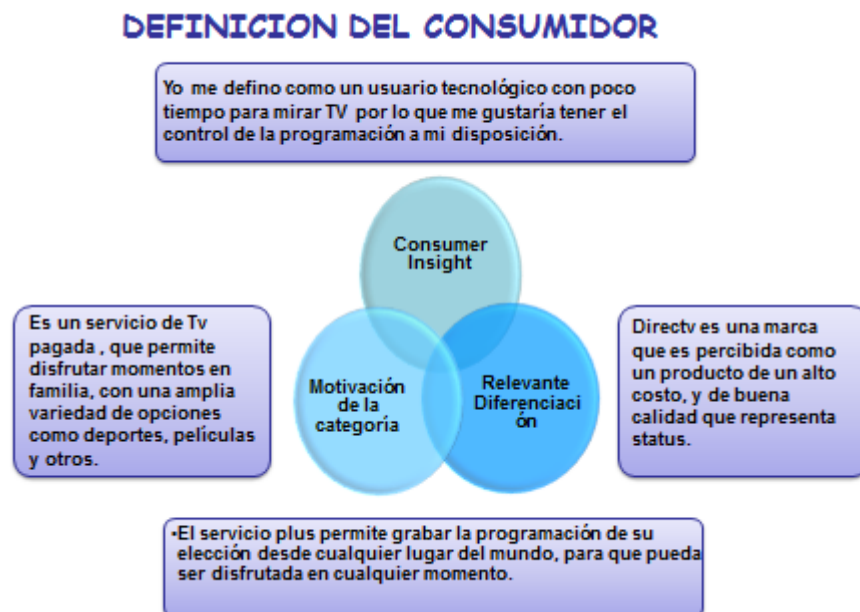 DEFINICION DEL CONSUMIDOR
Yo me defino como un usuario tecnológico con poco
tiempo para mirar TV por lo que me gustaría tener el
control de la programación a mi disposición.
Consumer
Insight
Es un servicio de Tv
pagada , que permite
disfrutar momentos en
familia, con una amplia
variedad de opciones
como deportes, películas
y otros.
Motivación
de la
categoría
Relevante
Diferenciaci
ón
Directv es una marca
que es percibida como
un producto de un alto
costo, y de buena
calidad que representa
status.
•El servicio plus permite grabar la programación de su
elección desde cualquier lugar del mundo, para que pueda
ser disfrutada en cualquier momento.